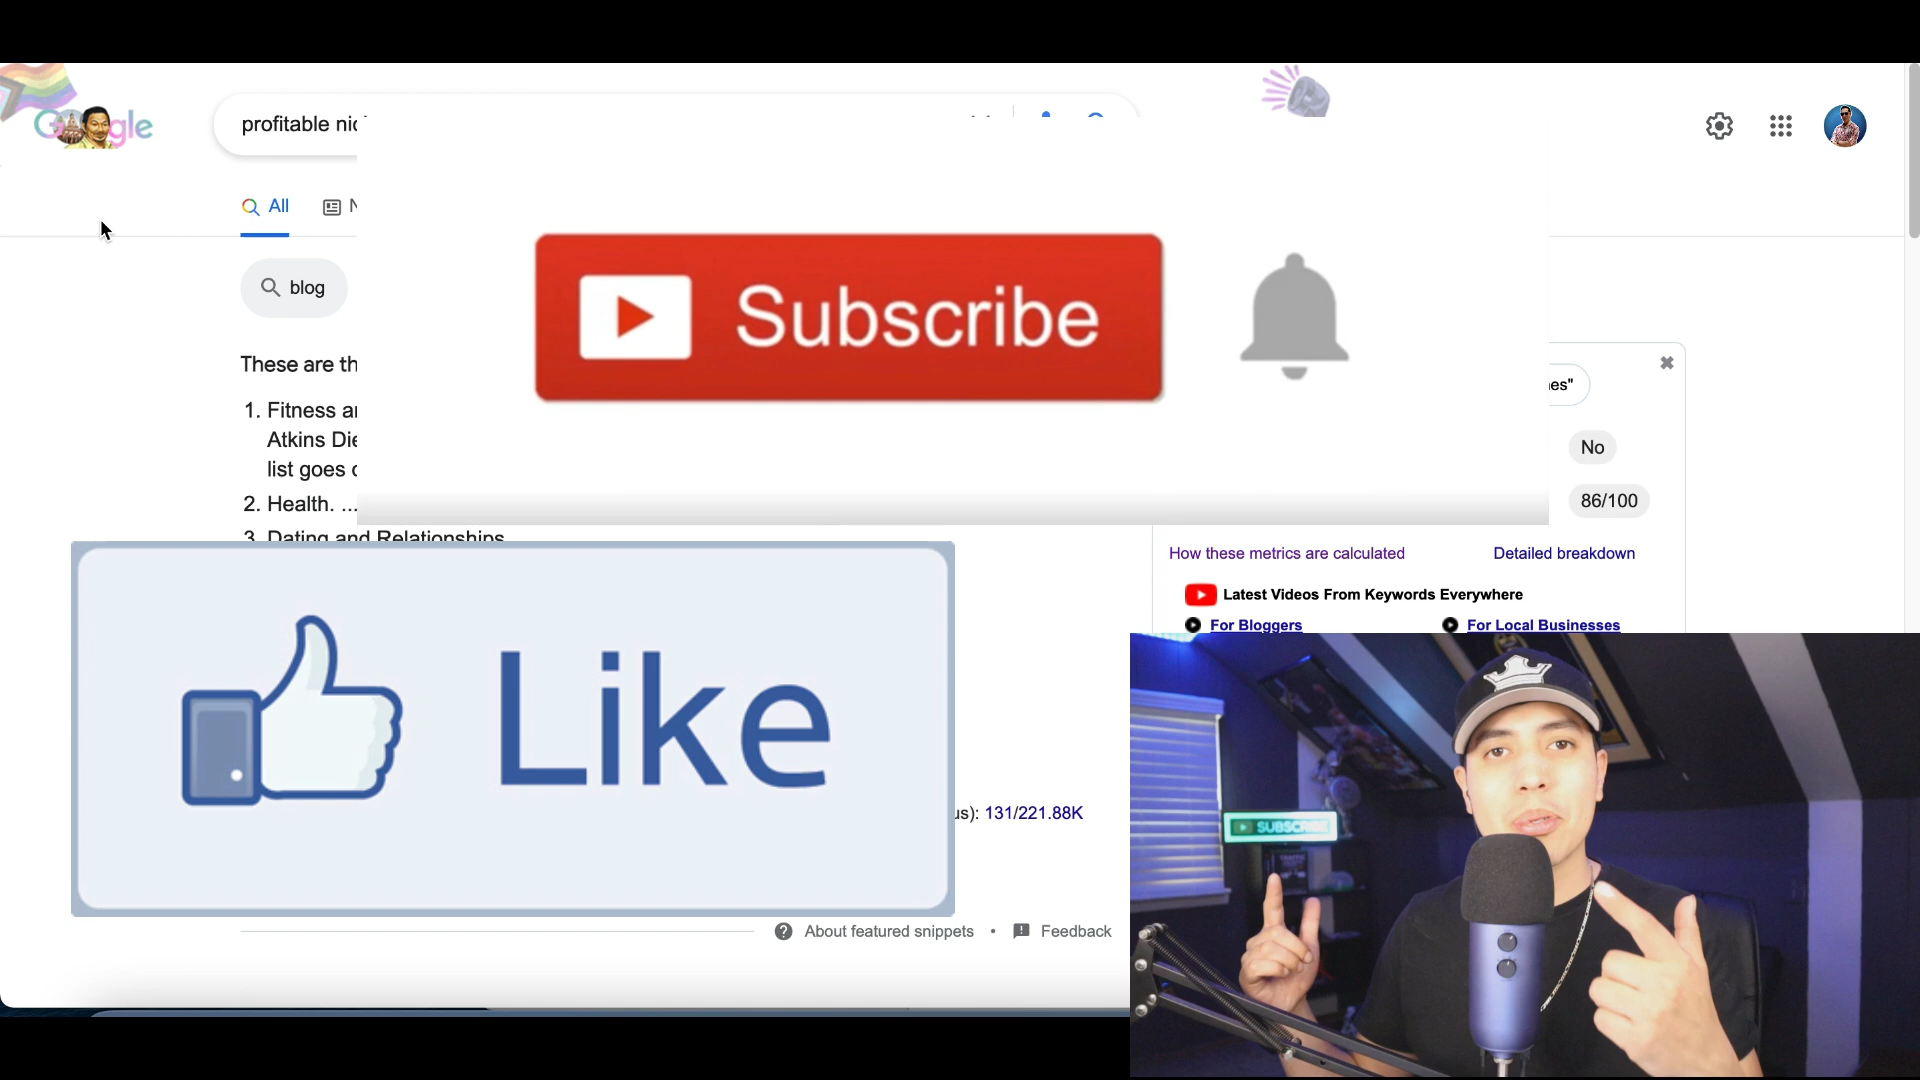 Google
profitable nic
All
N
blog
Subscribe
These are th
1. Fitness an
Atkins Die
list goes o
2. Health. ...
3. Dating and Relationships
es"
No
86/100
How these metrics are calculated
Detailed breakdown
Latest Videos From Keywords Everywhere
For Bloggers
For Local Businesses
Like
us): 131/221.88K
About featured snippets • Feedback
SUBSCRIBE